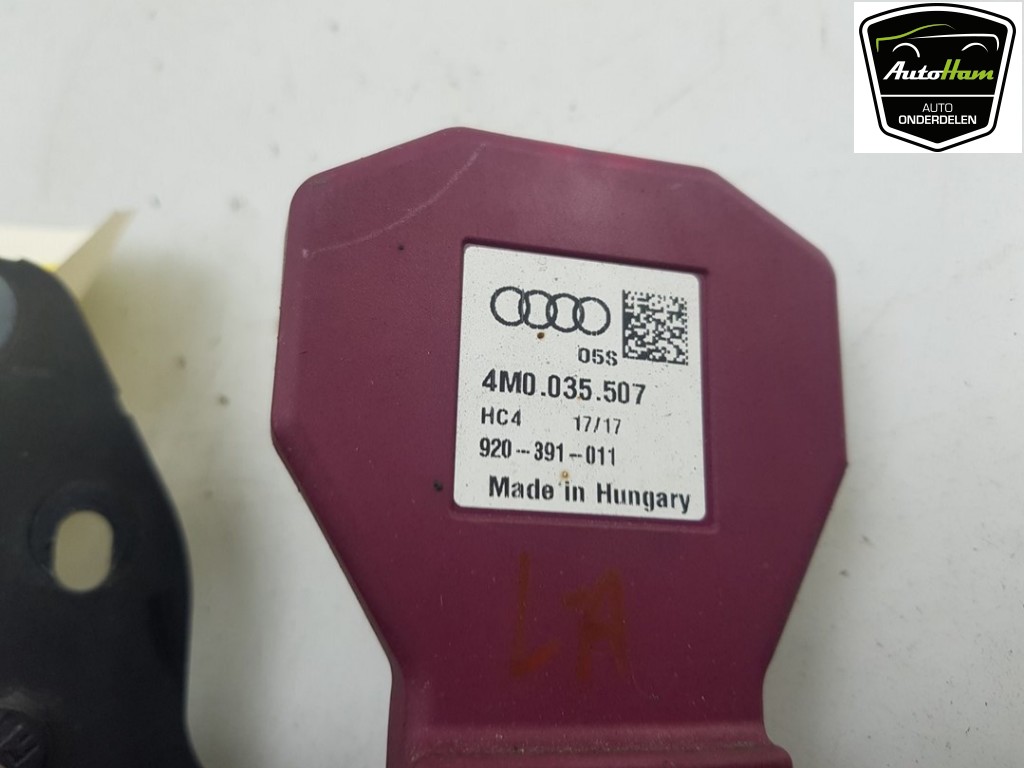 AutoHam
AUTO
ONDERDELEN
05S
4M0.035.507
HC4 17/17
920-391-011
Made in Hungary
LA